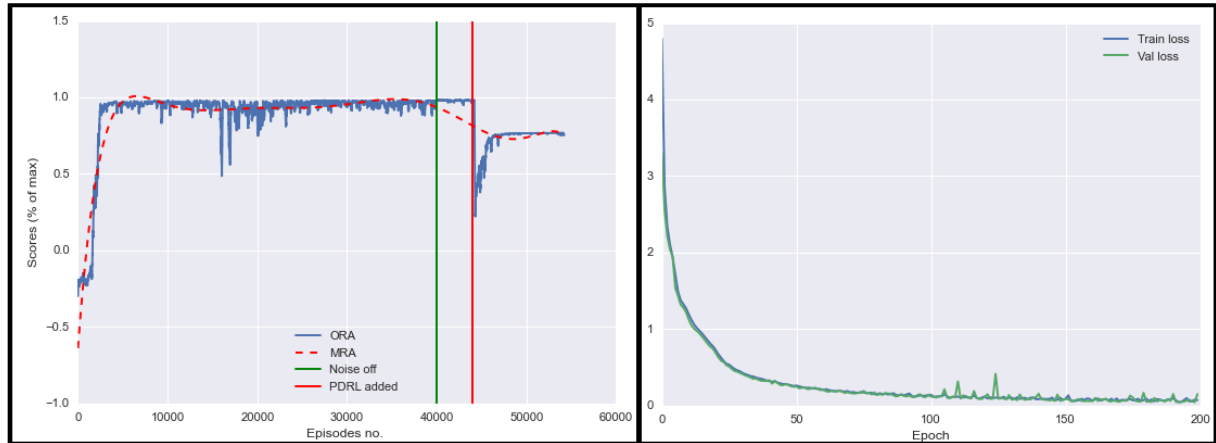 1.5
1.0
0.5
0.0
−0.5
−1.0
Scores (% of max)
ORA
MRA
Noise off
PDRL added
0 10000 20000 30000 40000 50000 60000
Episodes no.
5
4
3
2
1
0
Train loss
Val loss
0 50 100 150 200
Epoch